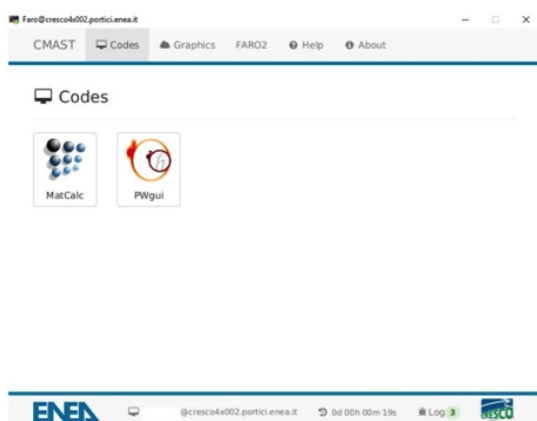 Faro@cresco4x002.portici.enea.it
CMAST Codes Graphics FARO2 Help About
Codes
MatCalc PWgui
ENEA @cresco4x002.portici.enea.it 0d 00h 00m 19s Log 3 CRESCO